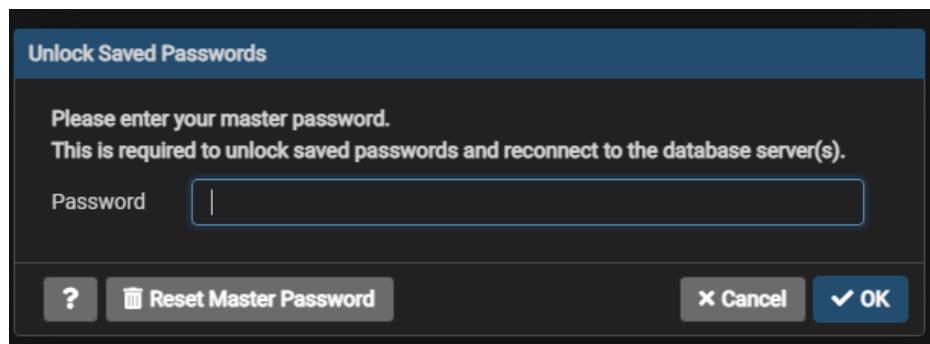 Unlock Saved Passwords
Please enter your master password.
This is required to unlock saved passwords and reconnect to the database server(s).
Password
? Reset Master Password Cancel OK